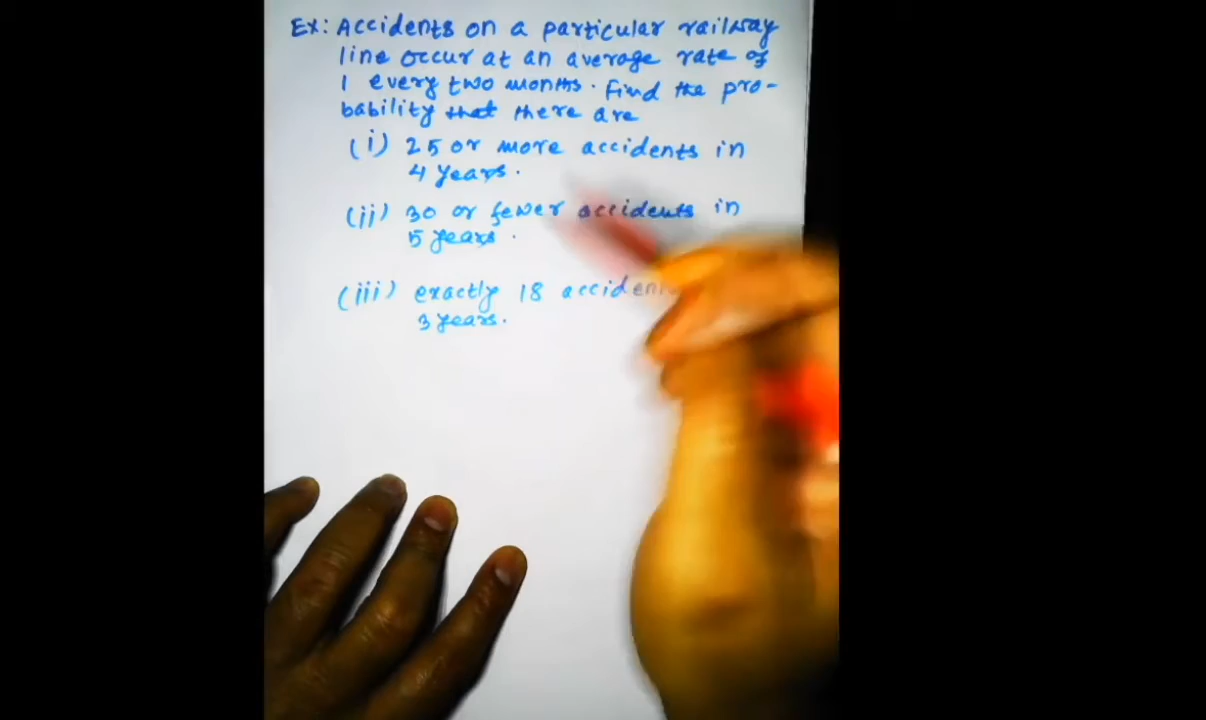 Ex: Accidents on a particular railway
line occur at an average rate of
1 every two months. Find the pro-
bability that there are
(i) 25 or more accidents in
4 years.
(ii) 30 or fewer accidents in
5 years.
(iii) exactly 18
3 years.